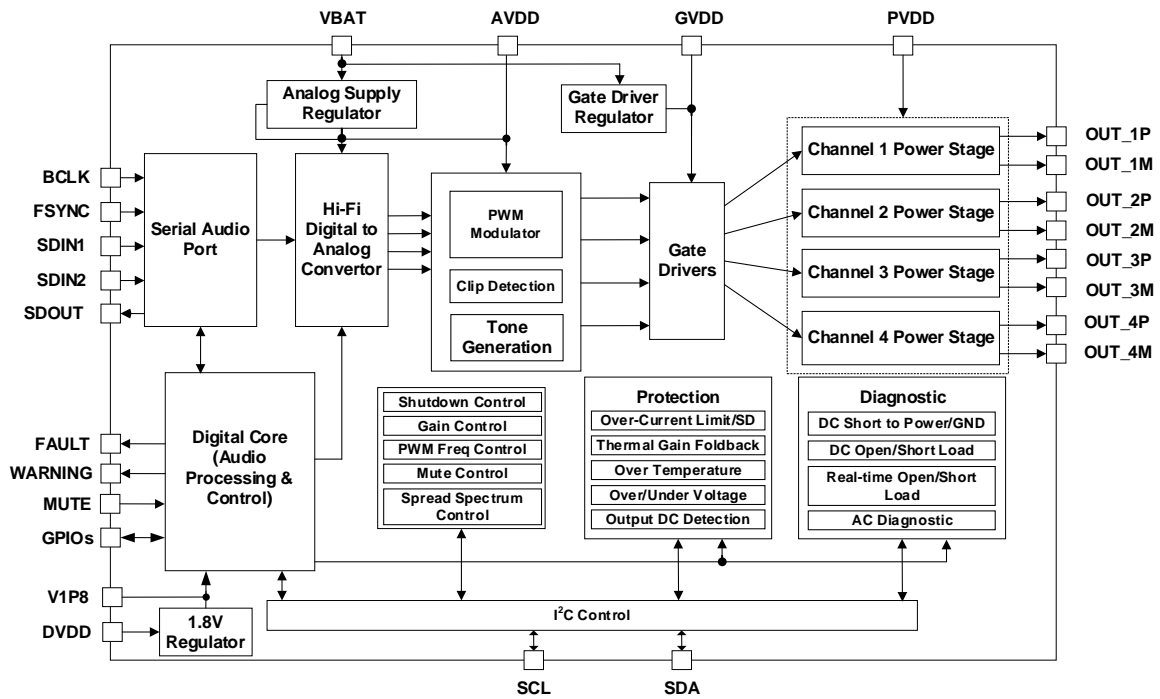 VBAT
AVDD
GVDD
PVDD
Analog Supply
Regulator
Gate Driver
Regulator
BCLK
FSYNC
SDIN1
SDIN2
SDOUT
Serial Audio
Port
Hi-Fi
Digital to
Analog
Convertor
PWM
Modulator
Clip Detection
Tone
Generation
Gate
Drivers
Channel 1 Power Stage
Channel 2 Power Stage
Channel 3 Power Stage
Channel 4 Power Stage
OUT_1P
OUT_1M
OUT_2P
OUT_2M
OUT_3P
OUT_3M
OUT_4P
OUT_4M
FAULT
WARNING
MUTE
GPIOs
Digital Core
(Audio
Processing &
Control)
Shutdown Control
Gain Control
PWM Freq Control
Mute Control
Spread Spectrum
Control
Protection
Over-Current Limit/SD
Thermal Gain Foldback
Over Temperature
Over/Under Voltage
Output DC Detection
Diagnostic
DC Short to Power/GND
DC Open/Short Load
Real-time Open/Short
Load
AC Diagnostic
V1P8
DVDD
1.8V
Regulator
I²C Control
SCL
SDA